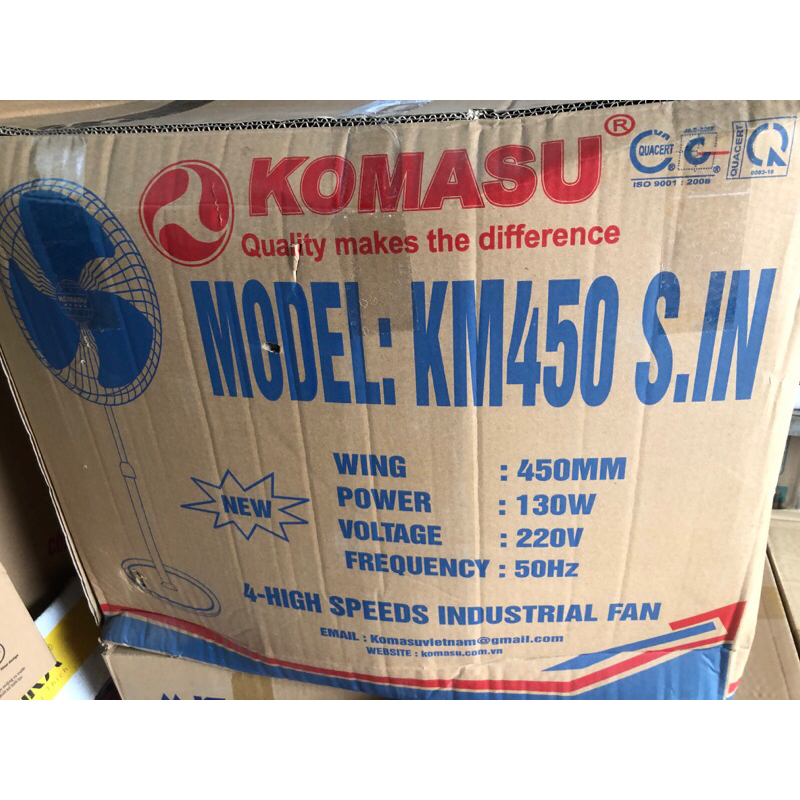 KOMASU®
Quality makes the difference
QUACERT
ISO 9001 : 2008
QUACERT
MODEL: KM450 S.IN
KOMASU
NEW
WING : 450MM
POWER : 130W
VOLTAGE : 220V
FREQUENCY : 50Hz
4-HIGH SPEEDS INDUSTRIAL FAN
EMAIL : Komasuvietnam@gmail.com
WEBSITE : komasu.com.vn